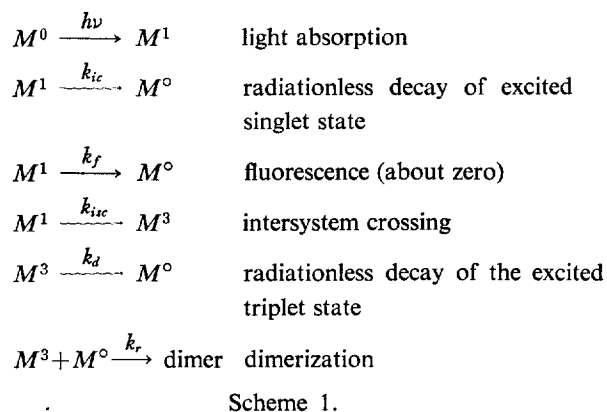 M⁰ hν → M¹ light absorption
M¹ k_ic → M° radiationless decay of excited
singlet state
M¹ k_f → M° fluorescence (about zero)
M¹ k_isc → M³ intersystem crossing
M³ k_d → M° radiationless decay of the excited
triplet state
M³+M° k_r → dimer dimerization
Scheme 1.